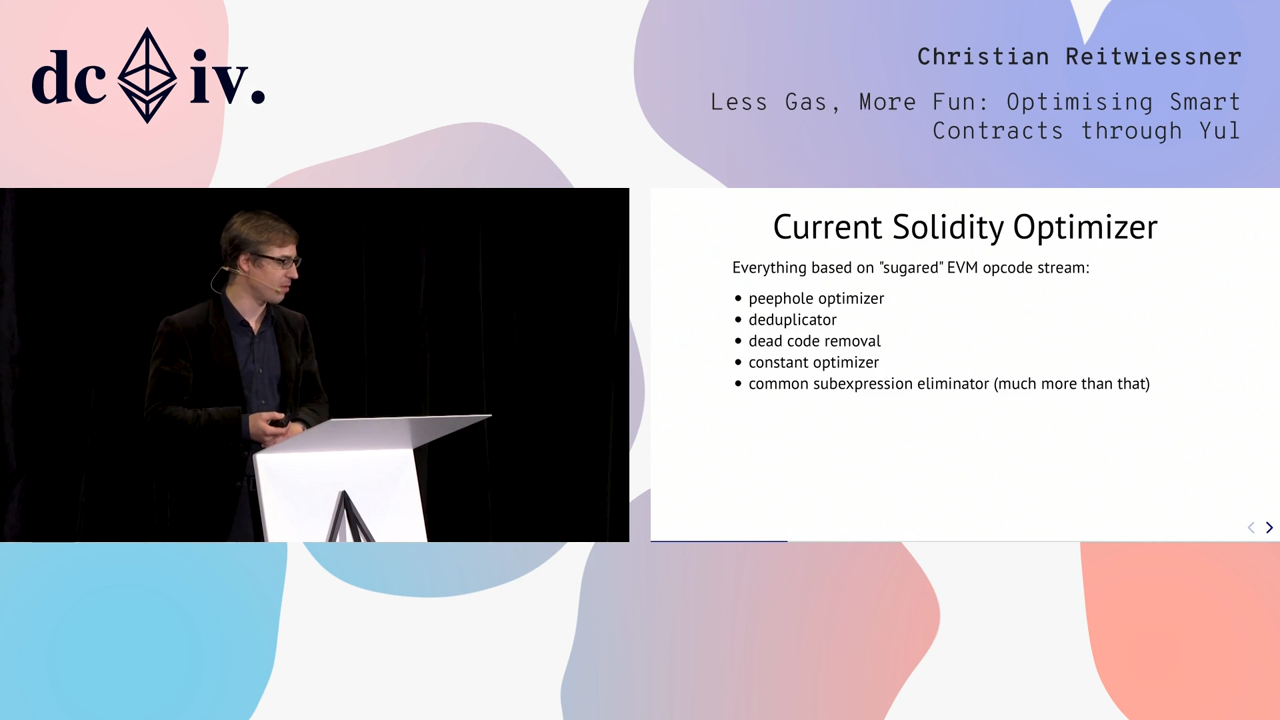 dc iv.
Christian Reitwiessner
Less Gas, More Fun: Optimising Smart
Contracts through Yul
Current Solidity Optimizer
Everything based on "sugared" EVM opcode stream:
• peephole optimizer
• deduplicator
• dead code removal
• constant optimizer
• common subexpression eliminator (much more than that)